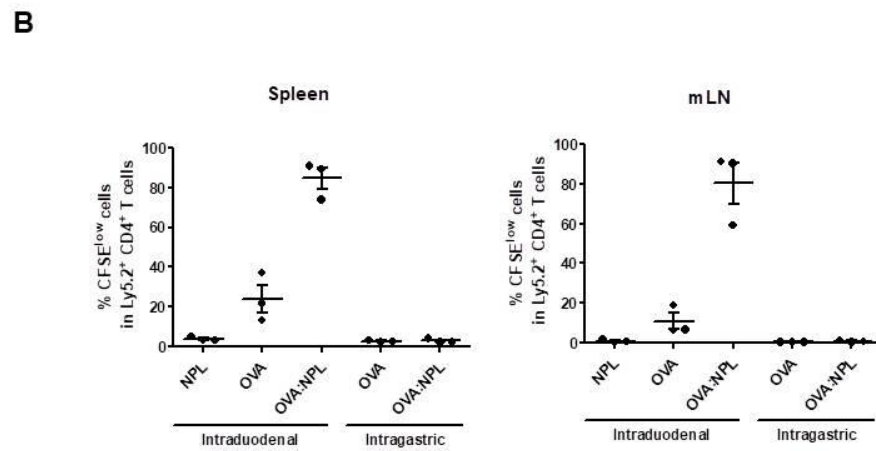 B
Spleen
% CFSE^low cells
in Ly5.2⁺ CD4⁺ T cells
100
80
60
40
20
0
NPL
OVA
OVA:NPL
OVA
OVA:NPL
Intraduodenal
Intragastric
mLN
% CFSE^low cells
in Ly5.2⁺ CD4⁺ T cells
100
80
60
40
20
0
NPL
OVA
OVA:NPL
OVA
OVA:NPL
Intraduodenal
Intragastric